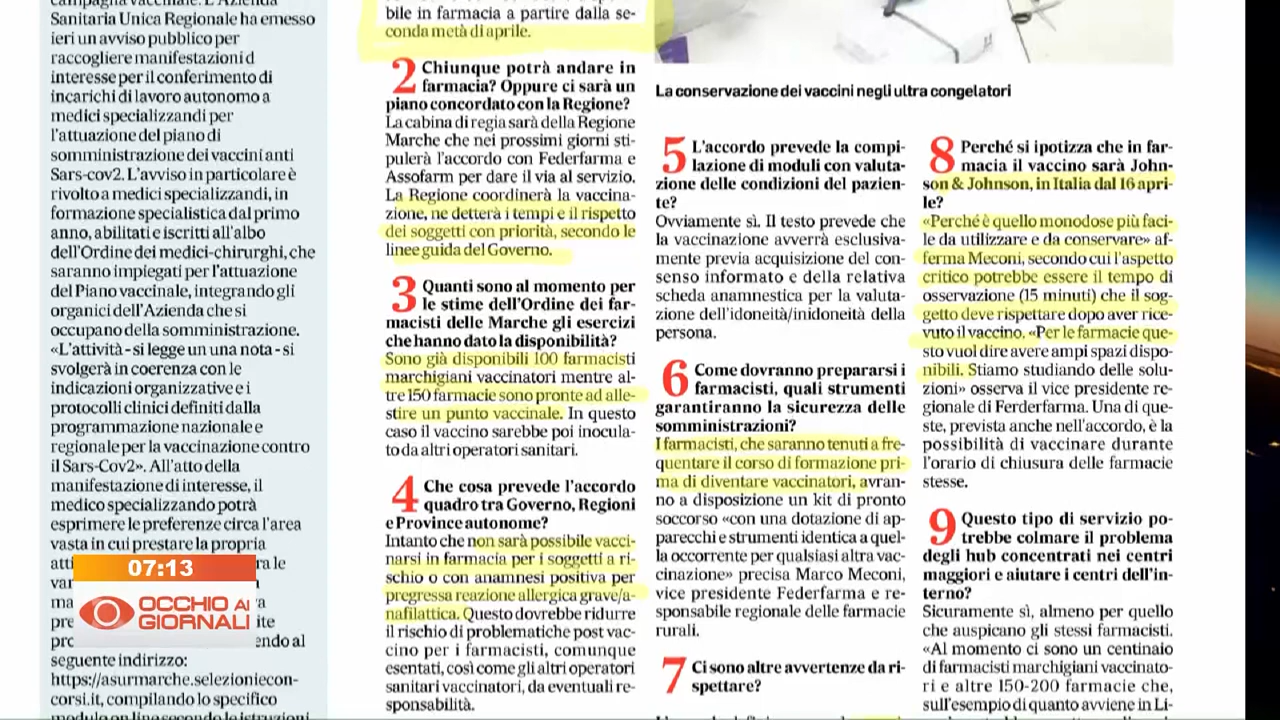 Sanitaria Unica Regionale ha emesso
ieri un avviso pubblico per
raccogliere manifestazioni d
interesse per il conferimento di
incarichi di lavoro autonomo a
medici specializzandi per
l'attuazione del piano di
somministrazione dei vaccini anti
Sars-cov2. L'avviso in particolare è
rivolto a medici specializzandi, in
formazione specialistica dal primo
anno, abilitati e iscritti all'albo
dell'Ordine dei medici-chirurghi, che
saranno impiegati per l'attuazione
del Piano vaccinale, integrando gli
organici dell'Azienda che si
occupano della somministrazione.
«L'attività - si legge un una nota - si
svolgerà in coerenza con le
indicazioni organizzative e i
protocolli clinici definiti dalla
programmazione nazionale e
regionale per la vaccinazione contro
il Sars-Cov2». All'atto della
manifestazione di interesse, il
medico specializzando potrà
esprimere le preferenze circa l'area
vasta in cui prestare la propria
seguente indirizzo:
https://asurmarche.selezioniecon-
corsi.it, compilando lo specifico
modulo on line secondo le istruzioni
07:13
OCCHIO AI
GIORNALI
bile in farmacia a partire dalla se-
conda metà di aprile.
2 Chiunque potrà andare in
farmacia? Oppure ci sarà un
piano concordato con la Regione?
La cabina di regia sarà della Regione
Marche che nei prossimi giorni sti-
pulerà l'accordo con Federfarma e
Assofarm per dare il via al servizio.
La Regione coordinerà la vaccina-
zione, ne detterà i tempi e il rispetto
dei soggetti con priorità, secondo le
linee guida del Governo.
3 Quanti sono al momento per
le stime dell'Ordine dei far-
macisti delle Marche gli esercizi
che hanno dato la disponibilità?
Sono già disponibili 100 farmacisti
marchigiani vaccinatori mentre al-
tre 150 farmacie sono pronte ad alle-
stire un punto vaccinale. In questo
caso il vaccino sarebbe poi inocula-
to da altri operatori sanitari.
4 Che cosa prevede l'accordo
quadro tra Governo, Regioni
e Province autonome?
Intanto che non sarà possibile vacci-
narsi in farmacia per i soggetti a ri-
schio o con anamnesi positiva per
pregressa reazione allergica grave/a-
nafilattica. Questo dovrebbe ridurre
il rischio di problematiche post vac-
cino per i farmacisti, comunque
esentati, così come gli altri operatori
sanitari vaccinatori, da eventuali re-
sponsabilità.
La conservazione dei vaccini negli ultra congelatori
5 L'accordo prevede la compi-
lazione di moduli con valuta-
zione delle condizioni del pazien-
te?
Ovviamente sì. Il testo prevede che
la vaccinazione avverrà esclusiva-
mente previa acquisizione del con-
senso informato e della relativa
scheda anamnestica per la valuta-
zione dell'idoneità/inidoneità della
persona.
6 Come dovranno prepararsi i
farmacisti, quali strumenti
garantiranno la sicurezza delle
somministrazioni?
I farmacisti, che saranno tenuti a fre-
quentare il corso di formazione pri-
ma di diventare vaccinatori, avran-
no a disposizione un kit di pronto
soccorso «con una dotazione di ap-
parecchi e strumenti identica a quel-
la occorrente per qualsiasi altra vac-
cinazione» precisa Marco Meconi,
vice presidente Federfarma e re-
sponsabile regionale delle farmacie
rurali.
7 Ci sono altre avvertenze da ri-
spettare?
8 Perché si ipotizza che in far-
macia il vaccino sarà John-
son & Johnson, in Italia dal 16 apri-
le?
«Perché è quello monodose più faci-
le da utilizzare e da conservare» af-
ferma Meconi, secondo cui l'aspetto
critico potrebbe essere il tempo di
osservazione (15 minuti) che il sog-
getto deve rispettare dopo aver rice-
vuto il vaccino. «Per le farmacie que-
sto vuol dire avere ampi spazi dispo-
nibili. Stiamo studiando delle solu-
zioni» osserva il vice presidente re-
gionale di Ferderfarma. Una di que-
ste, prevista anche nell'accordo, è la
possibilità di vaccinare durante
l'orario di chiusura delle farmacie
stesse.
9 Questo tipo di servizio po-
trebbe colmare il problema
degli hub concentrati nei centri
maggiori e aiutare i centri dell'in-
terno?
Sicuramente sì, almeno per quello
che auspicano gli stessi farmacisti.
«Al momento ci sono un centinaio
di farmacisti marchigiani vaccinato-
ri e altre 150-200 farmacie che,
sull'esempio di quanto avviene in Li-